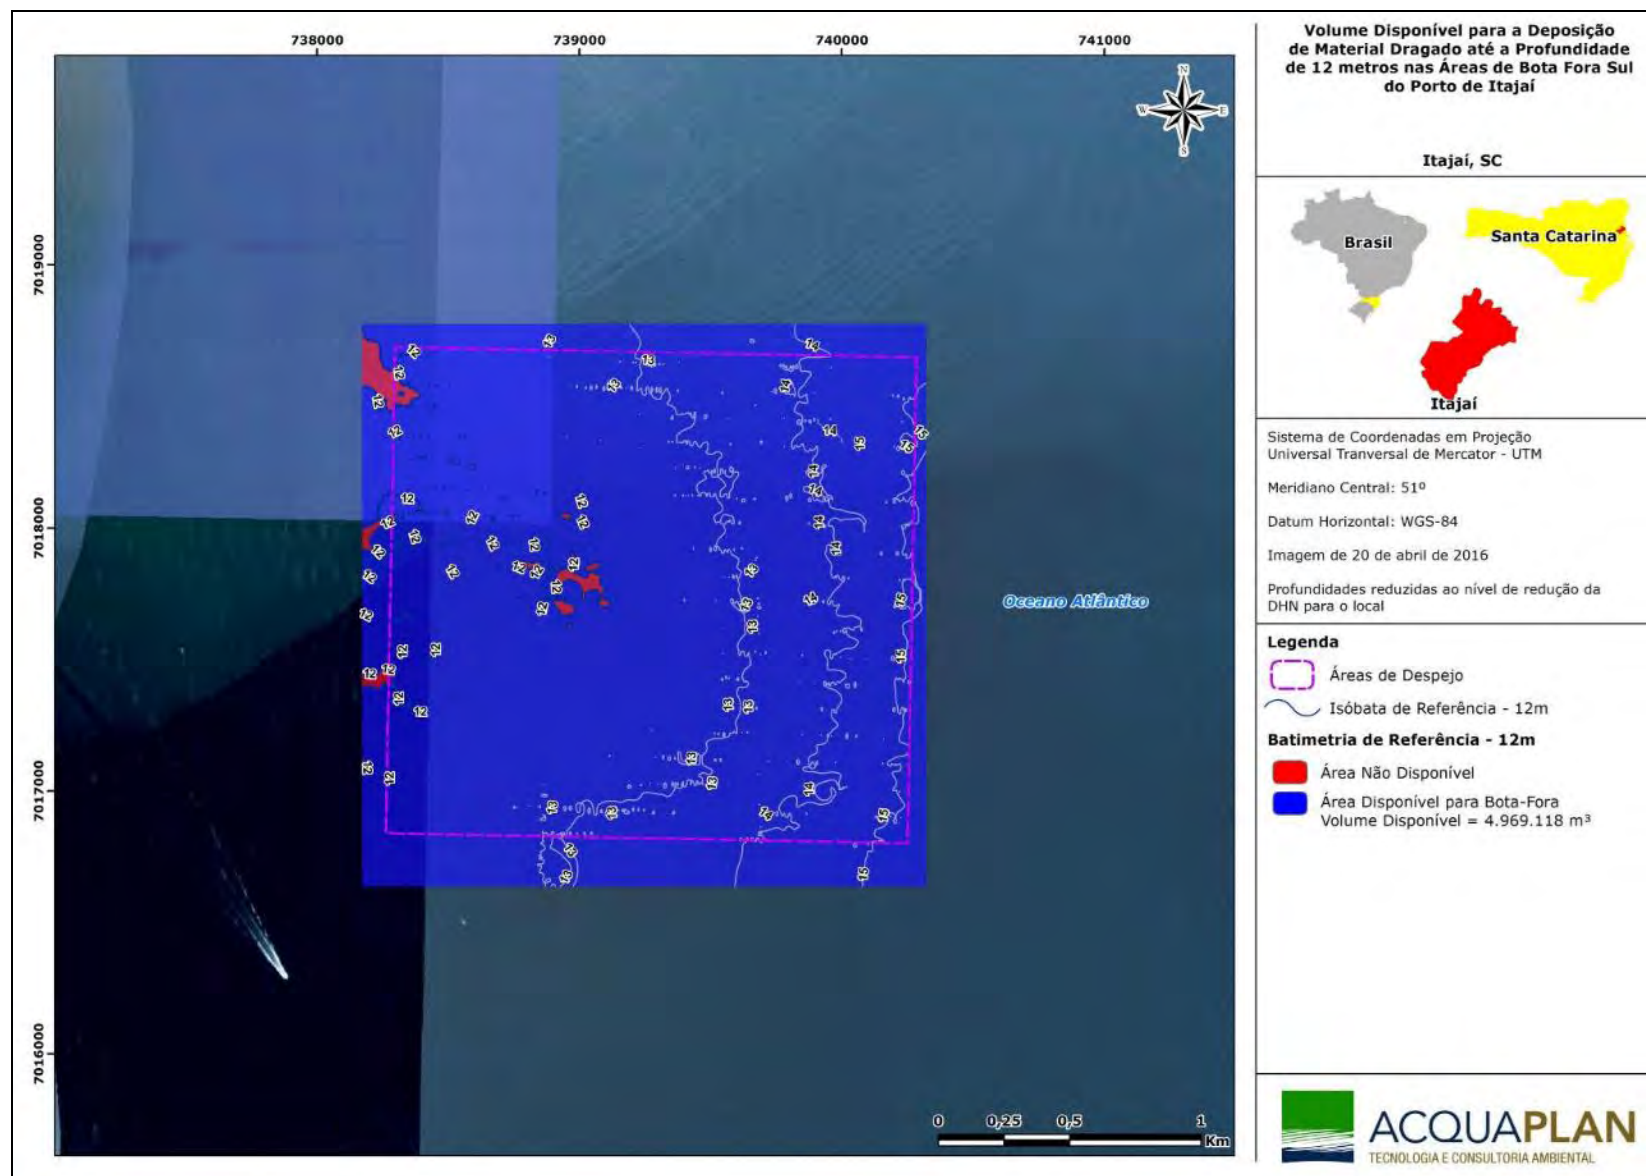 738000
739000
740000
741000
7019000
7018000
7017000
7016000
N
W
E
S
12
13
14
15
Oceano Atlântico
0
0,25
0,5
1
Km
Volume Disponível para a Deposição
de Material Dragado até a Profundidade
de 12 metros nas Áreas de Bota Fora Sul
do Porto de Itajaí
Itajaí, SC
Brasil
Santa Catarina
Itajaí
Sistema de Coordenadas em Projeção
Universal Tranversal de Mercator - UTM
Meridiano Central: 51º
Datum Horizontal: WGS-84
Imagem de 20 de abril de 2016
Profundidades reduzidas ao nível de redução da
DHN para o local
Legenda
Áreas de Despejo
Isóbata de Referência - 12m
Batimetria de Referência - 12m
Área Não Disponível
Área Disponível para Bota-Fora
Volume Disponível = 4.969.118 m³
ACQUAPLAN
TECNOLOGIA E CONSULTORIA AMBIENTAL